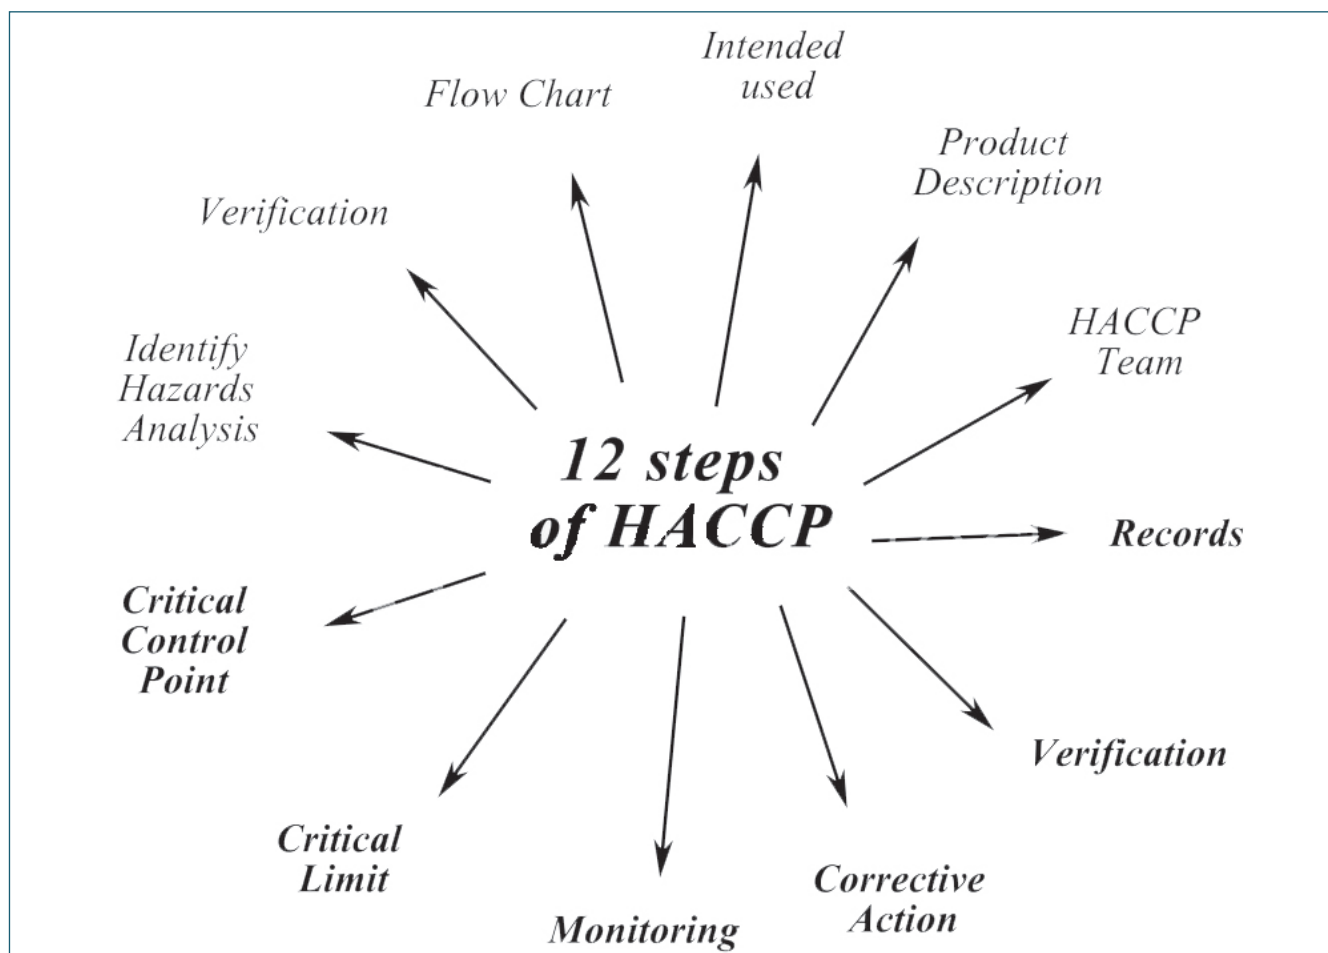 Intended
used
Flow Chart
Product
Description
Verification
HACCP
Team
Identify
Hazards
Analysis
12 steps
of HACCP
Records
Critical
Control
Point
Verification
Critical
Limit
Corrective
Action
Monitoring